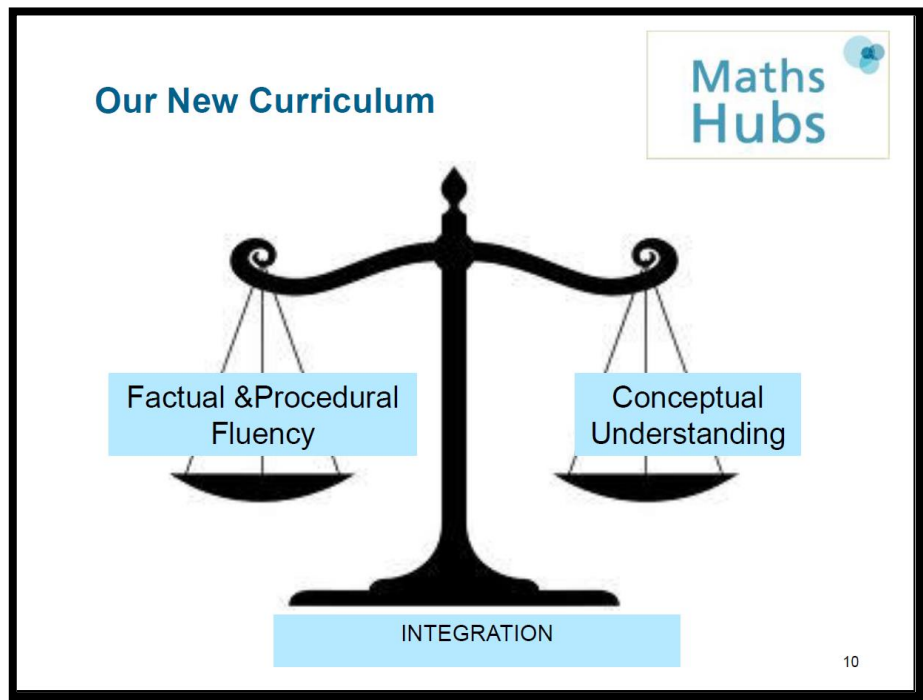 Our New Curriculum
Maths
Hubs
Factual &Procedural
Fluency
Conceptual
Understanding
INTEGRATION
10